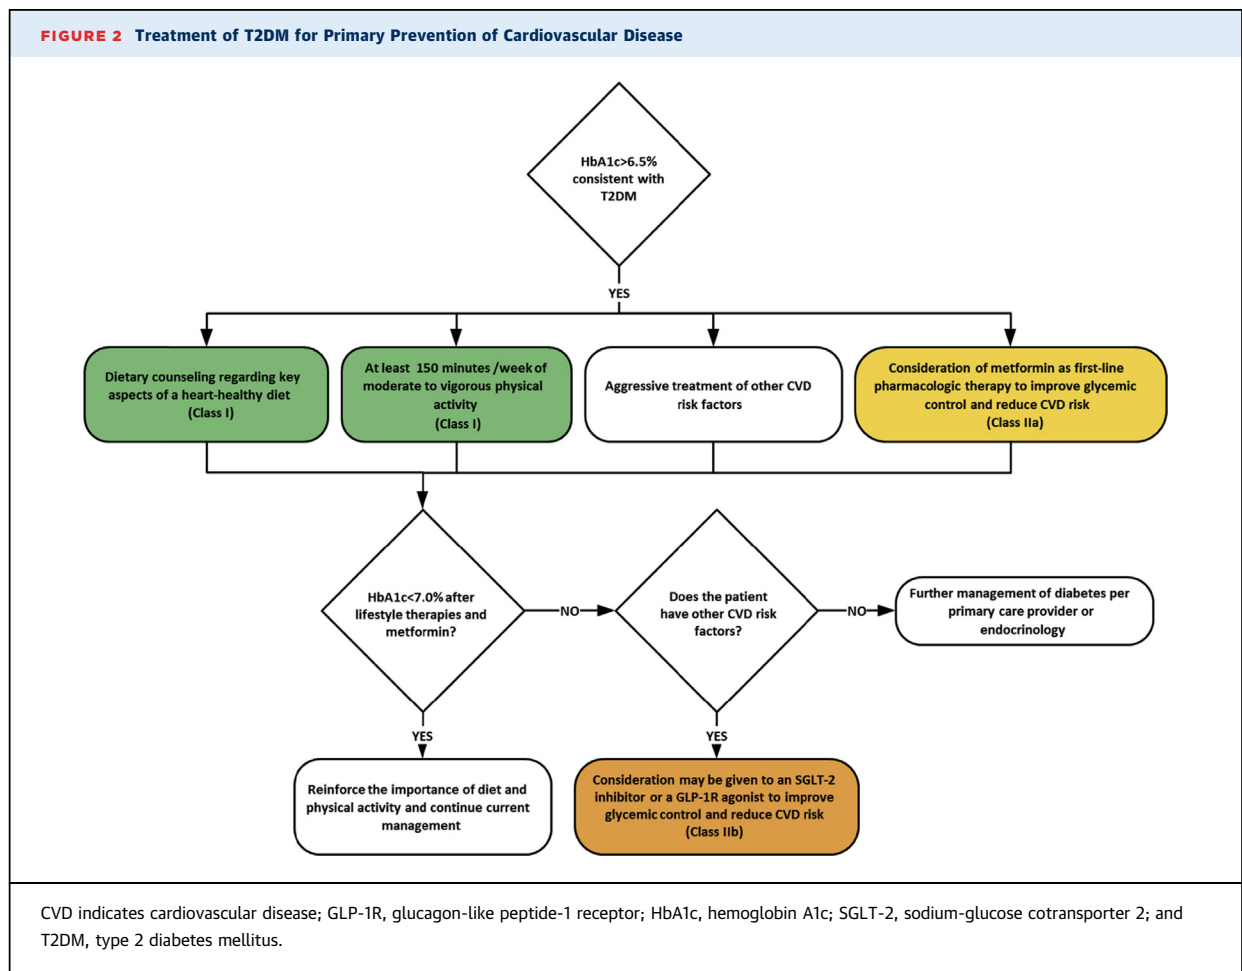 FIGURE 2 Treatment of T2DM for Primary Prevention of Cardiovascular Disease
HbA1c>6.5%
consistent with
T2DM
YES
Dietary counseling regarding key
aspects of a heart-healthy diet
(Class I)
At least 150 minutes/week of
moderate to vigorous physical
activity
(Class I)
Aggressive treatment of other CVD
risk factors
Consideration of metformin as first-line
pharmacologic therapy to improve glycemic
control and reduce CVD risk
(Class IIa)
HbA1c<7.0% after
lifestyle therapies and
metformin?
NO
Does the patient
have other CVD risk
factors?
NO
Further management of diabetes per
primary care provider or
endocrinology
YES
YES
Reinforce the importance of diet and
physical activity and continue current
management
Consideration may be given to an SGLT-2
inhibitor or a GLP-1R agonist to improve
glycemic control and reduce CVD risk
(Class IIb)
CVD indicates cardiovascular disease; GLP-1R, glucagon-like peptide-1 receptor; HbA1c, hemoglobin A1c; SGLT-2, sodium-glucose cotransporter 2; and
T2DM, type 2 diabetes mellitus.